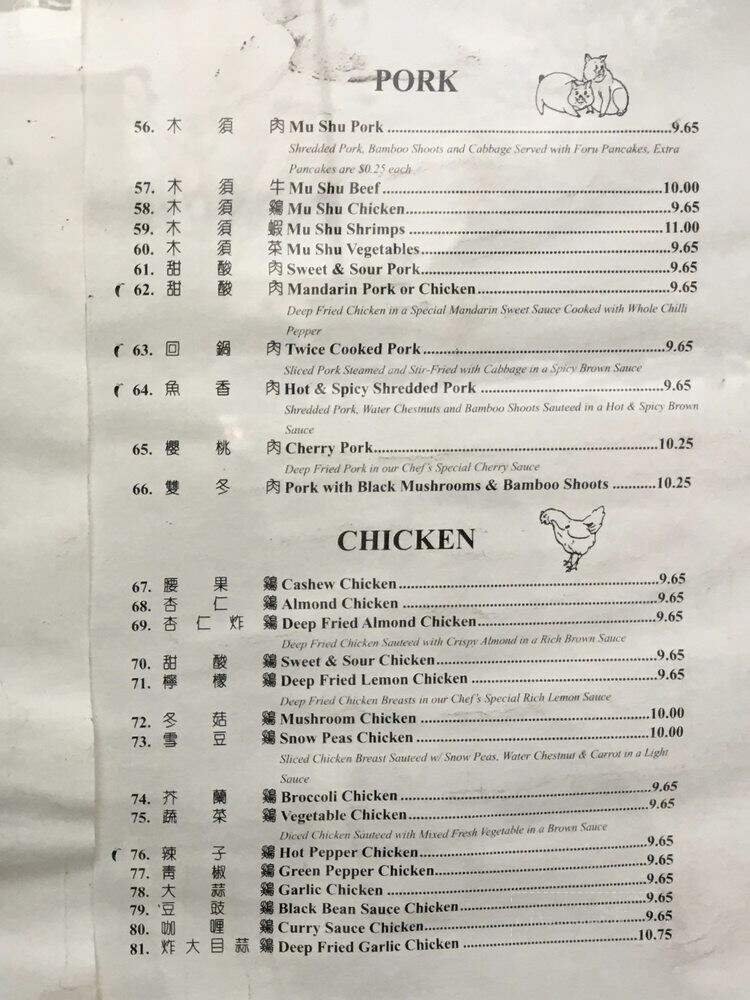 PORK
56. 木 須 肉 Mu Shu Pork ........................9.65
Shredded Pork, Bamboo Shoots and Cabbage Served with Foru Pancakes, Extra
Pancakes are $0.25 each
57. 木 須 牛 Mu Shu Beef ........................10.00
58. 木 須 鷄 Mu Shu Chicken ........................9.65
59. 木 須 蝦 Mu Shu Shrimps ........................11.00
60. 木 須 菜 Mu Shu Vegetables ........................9.65
61. 甜 酸 肉 Sweet & Sour Pork ........................9.65
62. 甜 酸 肉 Mandarin Pork or Chicken ........................9.65
Deep Fried Chicken in a Special Mandarin Sweet Sauce Cooked with Whole Chilli
Pepper
63. 回 鍋 肉 Twice Cooked Pork ........................9.65
Sliced Pork Steamed and Stir-Fried with Cabbage in a Spicy Brown Sauce
64. 魚 香 肉 Hot & Spicy Shredded Pork ........................9.65
Shredded Pork, Water Chestnuts and Bamboo Shoots Sauteed in a Hot & Spicy Brown
Sauce
65. 櫻 桃 肉 Cherry Pork ........................10.25
Deep Fried Pork in our Chef's Special Cherry Sauce
66. 雙 冬 肉 Pork with Black Mushrooms & Bamboo Shoots ...........10.25
CHICKEN
67. 腰 果 鷄 Cashew Chicken ........................9.65
68. 杏 仁 鷄 Almond Chicken ........................9.65
69. 杏 仁 炸 鷄 Deep Fried Almond Chicken ........................9.65
Deep Fried Chicken Sauteed with Crispy Almond in a Rich Brown Sauce
70. 甜 酸 鷄 Sweet & Sour Chicken ........................9.65
71. 檸 檬 鷄 Deep Fried Lemon Chicken ........................9.65
Deep Fried Chicken Breasts in our Chef's Special Rich Lemon Sauce
72. 冬 菇 鷄 Mushroom Chicken ........................10.00
73. 雪 豆 鷄 Snow Peas Chicken ........................10.00
Sliced Chicken Breast Sauteed w/ Snow Peas, Water Chestnut & Carrot in a Light
Sauce
74. 芥 蘭 鷄 Broccoli Chicken ........................9.65
75. 蔬 菜 鷄 Vegetable Chicken ........................9.65
Diced Chicken Sauteed with Mixed Fresh Vegetable in a Brown Sauce
76. 辣 子 鷄 Hot Pepper Chicken ........................9.65
77. 靑 椒 鷄 Green Pepper Chicken ........................9.65
78. 大 蒜 鷄 Garlic Chicken ........................9.65
79. 豆 豉 鷄 Black Bean Sauce Chicken ........................9.65
80. 咖 喱 鷄 Curry Sauce Chicken ........................9.65
81. 炸 大 目 蒜 鷄 Deep Fried Garlic Chicken ........................10.75